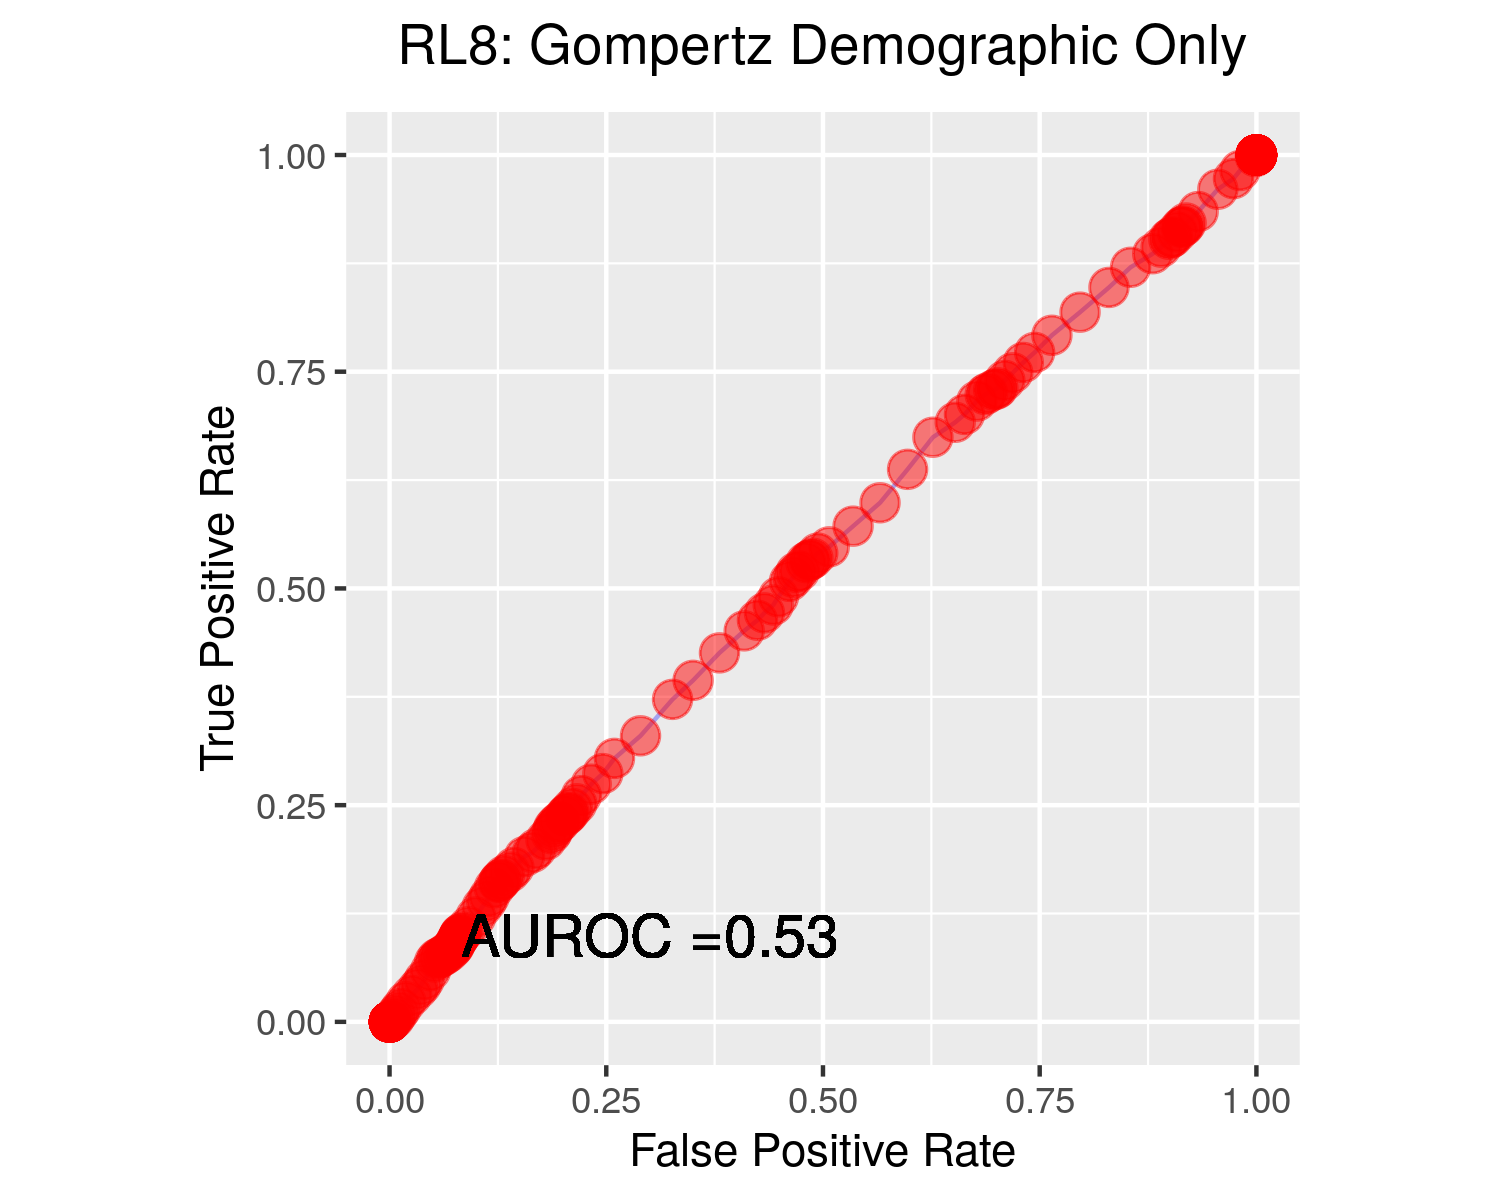 RL8: Gompertz Demographic Only
1.00
0.75
0.50
0.25
0.00
True Positive Rate
AUROC =0.53
0.00 0.25 0.50 0.75 1.00
False Positive Rate